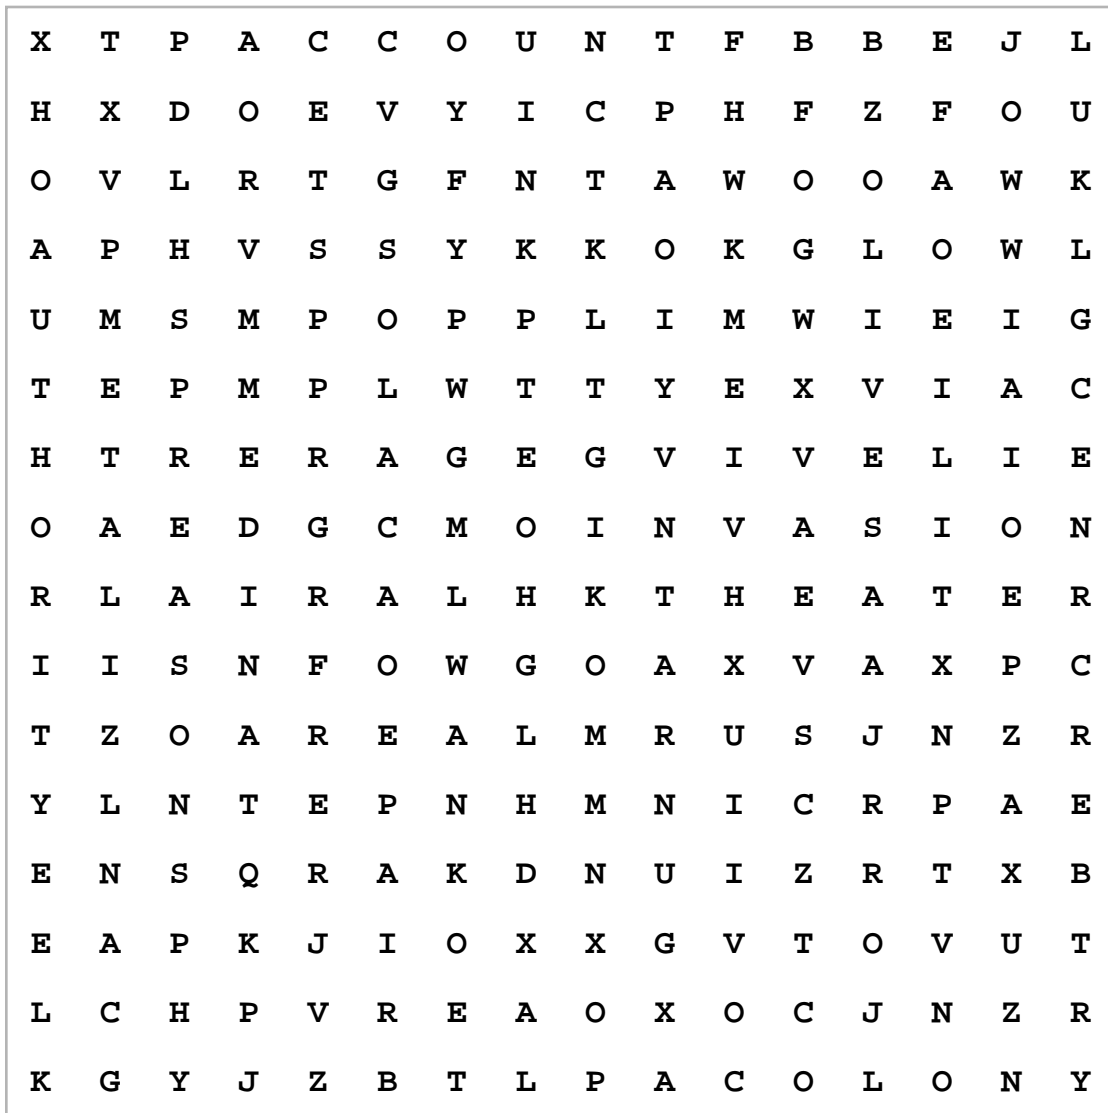 X T P A C C O U N T F B B E J L
H X D O E V Y I C P H F Z F O U
O V L R T G F N T A W O O A W K
A P H V S S Y K K O K G L O W L
U M S M P O P P L I M W I E I G
T E P M P L W T T Y E X V I A C
H T R E R A G E G V I V E L I E
O A E D G C M O I N V A S I O N
R L A I R A L H K T H E A T E R
I I S N F O W G O A X V A X P C
T Z O A R E A L M R U S J N Z R
Y L N T E P N H M N I C R P A E
E N S Q R A K D N U I Z R T X B
E A P K J I O X X G V T O V U T
L C H P V R E A O X O C J N Z R
K G Y J Z B T L P A C O L O N Y